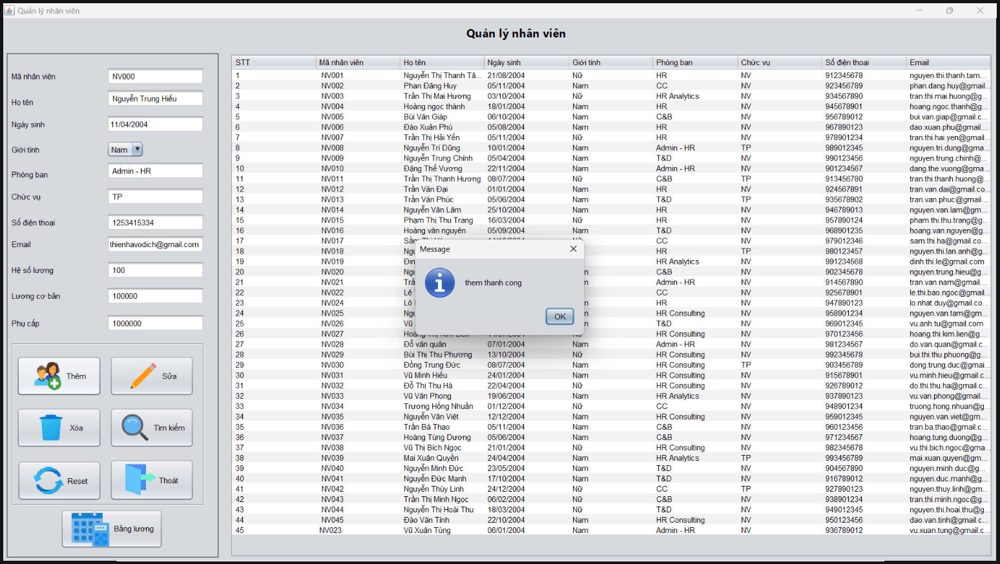 Quản lý nhân viên
Quản lý nhân viên
Mã nhân viên NV000
Họ tên Nguyễn Trung Hiếu
Ngày sinh 11/04/2004
Giới tính Nam
Phòng ban Admin - HR
Chức vụ TP
Số điện thoại 1253415334
Email thienhavodich@gmail.com
Hệ số lương 100
Lương cơ bản 100000
Phụ cấp 1000000
Thêm Sửa
Xóa Tìm kiếm
Reset Thoát
Bảng lương
STT Mã nhân viên Họ tên Ngày sinh Giới tính Phòng ban Chức vụ Số điện thoại Email
1 NV001 Nguyễn Thị Thanh Tâ... 21/08/2004 Nữ HR NV 912345678 nguyen.thi.thanh.tam...
2 NV002 Phan Đăng Huy 05/11/2004 Nam CC NV 923456789 phan.dang.huy@gmail...
3 NV003 Trần Thị Mai Hương 03/10/2004 Nữ HR Analytics NV 934567890 tran.thi.mai.huong@g...
4 NV004 Hoàng ngọc thành 18/01/2004 Nam HR NV 945678901 hoang.ngoc.thanh@g...
5 NV005 Bùi Văn Giáp 06/10/2004 Nam C&B NV 956789012 bui.van.giap@gmail.c...
6 NV006 Đào Xuân Phú 05/08/2004 Nam HR NV 967890123 dao.xuan.phu@gmail...
7 NV007 Trần Thị Hải Yến 05/11/2004 Nữ HR NV 978901234 tran.thi.hai.yen@gmail...
8 NV008 Nguyễn Trí Dũng 10/01/2004 Nam Admin - HR TP 989012345 nguyen.tri.dung@gma...
9 NV009 Nguyễn Trung Chính 05/04/2004 Nam T&D NV 990123456 nguyen.trung.chinh@...
10 NV010 Đặng Thế Vương 22/11/2004 Nam Admin - HR NV 901234567 dang.the.vuong@gma...
11 NV011 Trần Thị Thanh Hương 08/07/2004 Nữ C&B TP 913456780 tran.thi.thanh.huong@...
12 NV012 Trần Văn Đại 01/01/2004 Nam HR NV 924567891 tran.van.dai@gmail.co...
13 NV013 Trần Văn Phúc 05/06/2004 Nam T&D TP 935678902 tran.van.phuc@gmail....
14 NV014 Nguyễn Văn Lâm 25/10/2004 Nam HR NV 946789013 nguyen.van.lam@gm...
15 NV015 Phạm Thị Thu Trang 16/03/2004 Nữ HR NV 957890124 pham.thi.thu.trang@g...
16 NV016 Hoàng văn nguyên 05/09/2004 Nam T&D NV 968901235 hoang.van.nguyen@g...
17 NV017 CC NV 979012346 sam.thi.ha@gmail.co...
18 NV018 HR TP 980123457 nguyen.thi.lan.anh@g...
19 NV019 HR Analytics NV 991234568 dinh.thi.le@gmail.com
20 NV020 C&B NV 902345678 nguyen.trung.hieu@g...
21 NV021 Admin - HR NV 914567890 tran.van.nam@gmail...
22 NV022 Lê CC NV 925678901 le.thi.bao.ngoc@gmail...
23 NV024 Lô HR NV 947890123 lo.nhat.duy@gmail.co...
24 NV025 HR Consulting NV 958901234 nguyen.van.tam@gm...
25 NV026 Vũ T&D NV 969012345 vu.anh.tu@gmail.com
26 NV027 HR Consulting NV 970123456 hoang.thi.kim.lien@g...
27 NV028 Đỗ văn quân 07/01/2004 Nam Admin - HR NV 981234567 do.van.quan@gmail.c...
28 NV029 Bùi Thị Thu Phương 13/10/2004 Nữ HR Consulting NV 992345678 bui.thi.thu.phuong@g...
29 NV030 Đồng Trung Đức 08/07/2004 Nam HR Consulting TP 903456789 dong.trung.duc@gmai...
30 NV031 Vũ Minh Hiếu 24/01/2004 Nam HR Consulting NV 915678901 vu.minh.hieu@gmail.c...
31 NV032 Đỗ Thị Thu Hà 22/04/2004 Nữ HR Consulting NV 926789012 do.thi.thu.ha@gmail.c...
32 NV033 Vũ Văn Phong 19/06/2004 Nam HR Analytics NV 937890123 vu.van.phong@gmail....
33 NV034 Trương Hồng Nhuần 01/12/2004 Nữ CC NV 948901234 truong.hong.nhuan@g...
34 NV035 Nguyễn Văn Việt 12/12/2004 Nam HR Consulting NV 959012345 nguyen.van.viet@gm...
35 NV036 Trần Bá Thạo 05/11/2004 Nam C&B NV 960123456 tran.ba.thao@gmail.c...
36 NV037 Hoàng Tùng Dương 05/06/2004 Nam C&B NV 971234567 hoang.tung.duong@g...
37 NV038 Vũ Thị Bích Ngọc 21/01/2004 Nữ HR Consulting NV 982345678 vu.thi.bich.ngoc@gma...
38 NV039 Mai Xuân Quyền 24/04/2004 Nam HR Analytics TP 993456789 mai.xuan.quyen@gm...
39 NV040 Nguyễn Minh Đức 23/05/2004 Nam T&D NV 904567890 nguyen.minh.duc@g...
40 NV041 Nguyễn Đức Mạnh 17/10/2004 Nam T&D NV 916789012 nguyen.duc.manh@g...
41 NV042 Nguyễn Thùy Linh 24/12/2004 Nữ CC TP 927890123 nguyen.thuy.linh@gm...
42 NV043 Trần Thị Minh Ngọc 06/02/2004 Nữ C&B NV 938901234 tran.thi.minh.ngoc@g...
43 NV044 Nguyễn Thị Hoài Thu 18/03/2004 Nữ T&D NV 949012345 nguyen.thi.hoai.thu@g...
44 NV045 Đào Văn Tính 22/10/2004 Nam HR Consulting NV 950123456 dao.van.tinh@gmail.c...
45 NV023 Vũ Xuân Tùng 06/01/2004 Nam Admin - HR NV 936789012 vu.xuan.tung@gmail.c...
Message
them thanh cong
OK